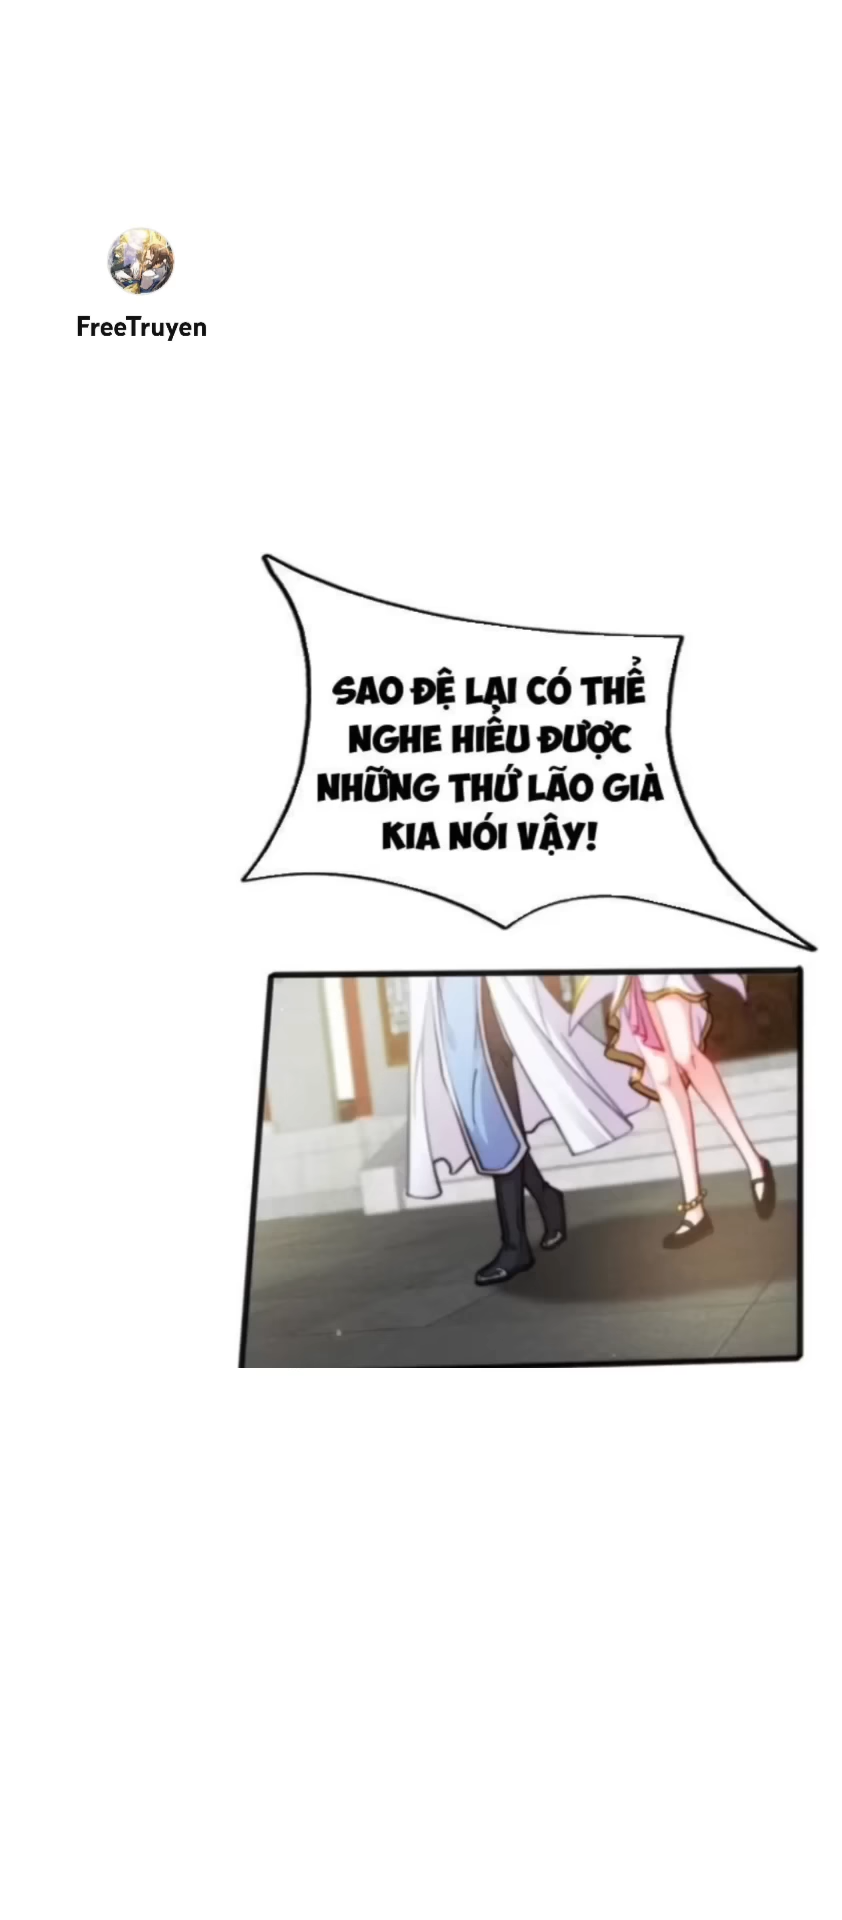 FreeTruyen
SAO ĐỆ LẠI CÓ THỂ
NGHE HIỂU ĐƯỢC
NHỮNG THỨ LÃO GIÀ
KIA NÓI VẬY!